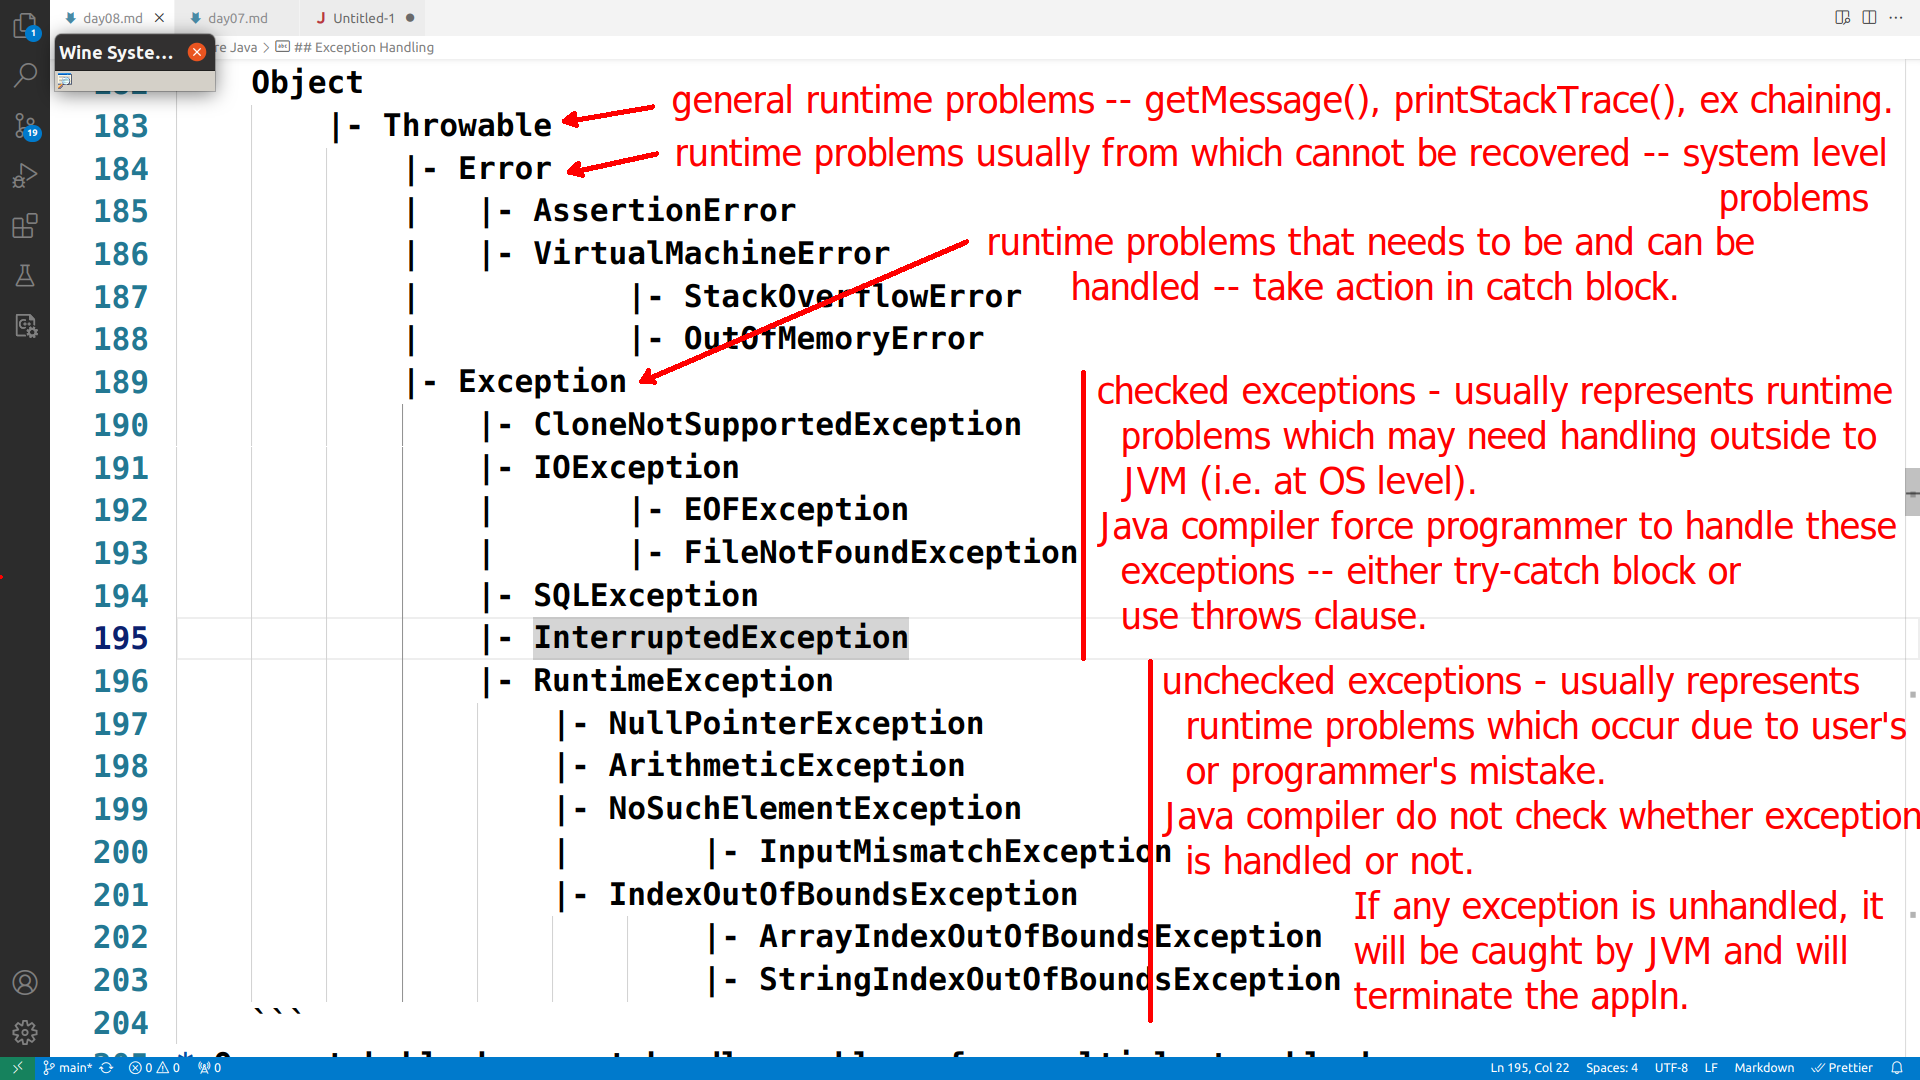 day08.md
day07.md
J Untitled-1
Wine Syste...
re Java > ## Exception Handling
Object
general runtime problems -- getMessage(), printStackTrace(), ex chaining.
183 |- Throwable
runtime problems usually from which cannot be recovered -- system level
problems
184 |- Error
185 | |- AssertionError
186 | |- VirtualMachineError
runtime problems that needs to be and can be
handled -- take action in catch block.
187 | |- StackOverflowError
188 | |- OutOfMemoryError
189 |- Exception
checked exceptions - usually represents runtime
problems which may need handling outside to
JVM (i.e. at OS level).
Java compiler force programmer to handle these
exceptions -- either try-catch block or
use throws clause.
190 |- CloneNotSupportedException
191 |- IOException
192 | |- EOFException
193 | |- FileNotFoundException
194 |- SQLException
195 |- InterruptedException
196 |- RuntimeException
unchecked exceptions - usually represents
runtime problems which occur due to user's
or programmer's mistake.
Java compiler do not check whether exception
is handled or not.
If any exception is unhandled, it
will be caught by JVM and will
terminate the appln.
197 |- NullPointerException
198 |- ArithmeticException
199 |- NoSuchElementException
200 | |- InputMismatchException
201 |- IndexOutOfBoundsException
202 |- ArrayIndexOutOfBoundsException
203 |- StringIndexOutOfBoundsException
204 ```
1
19
main* 0 0 0
Ln 195, Col 22 Spaces: 4 UTF-8 LF Markdown Prettier